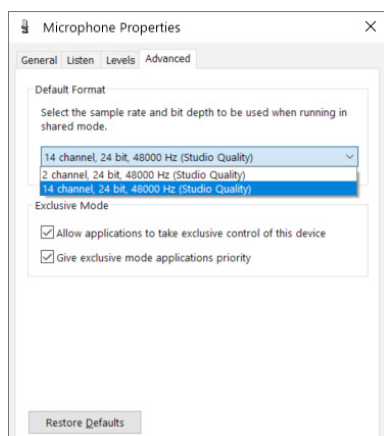 Microphone Properties
General Listen Levels Advanced
Default Format
Select the sample rate and bit depth to be used when running in
shared mode.
14 channel, 24 bit, 48000 Hz (Studio Quality)
2 channel, 24 bit, 48000 Hz (Studio Quality)
14 channel, 24 bit, 48000 Hz (Studio Quality)
Exclusive Mode
Allow applications to take exclusive control of this device
Give exclusive mode applications priority
Restore Defaults